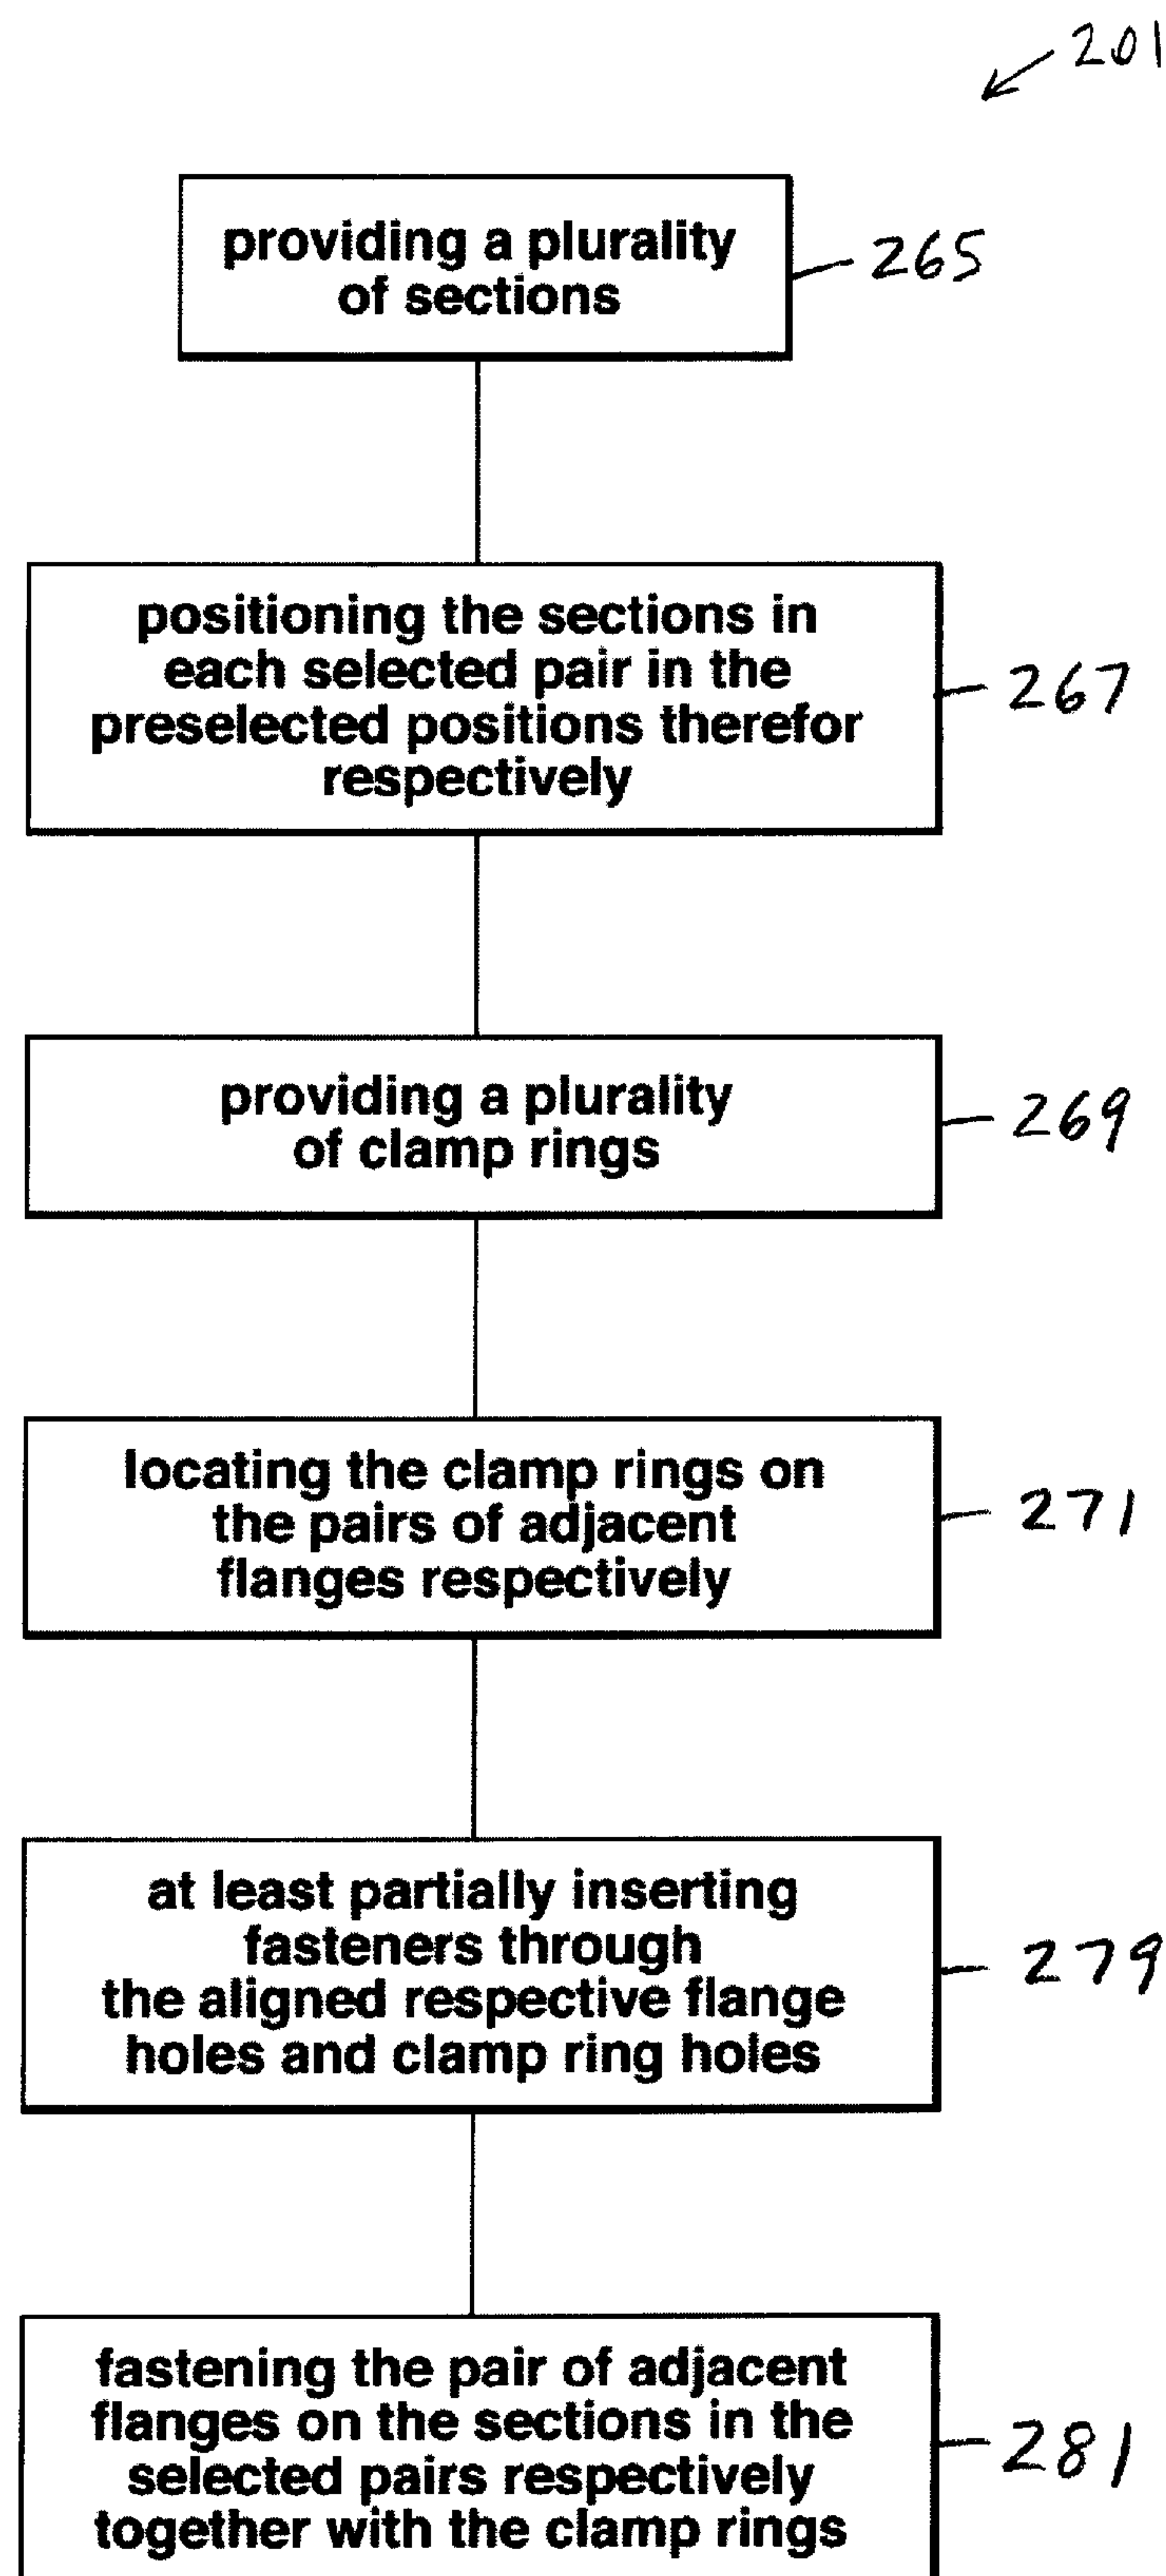 201
providing a plurality
of sections
265
positioning the sections in
each selected pair in the
preselected positions therefor
respectively
267
providing a plurality
of clamp rings
269
locating the clamp rings on
the pairs of adjacent
flanges respectively
271
at least partially inserting
fasteners through
the aligned respective flange
holes and clamp ring holes
279
fastening the pair of adjacent
flanges on the sections in the
selected pairs respectively
together with the clamp rings
281